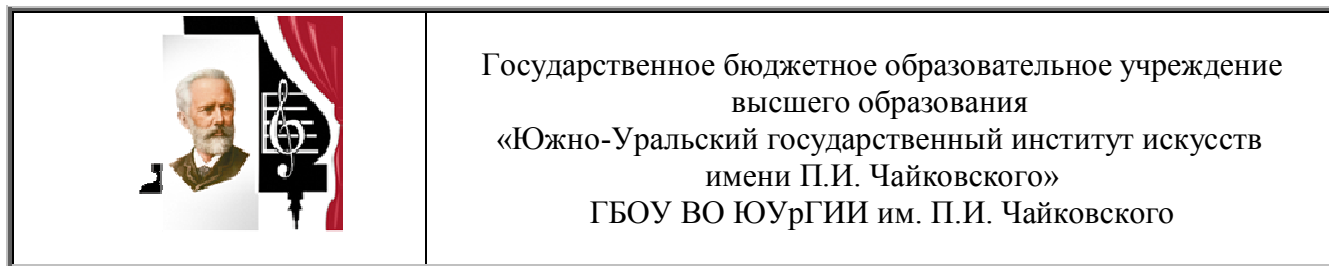 Государственное бюджетное образовательное учреждение
высшего образования
«Южно-Уральский государственный институт искусств
имени П.И. Чайковского»
ГБОУ ВО ЮУрГИИ им. П.И. Чайковского